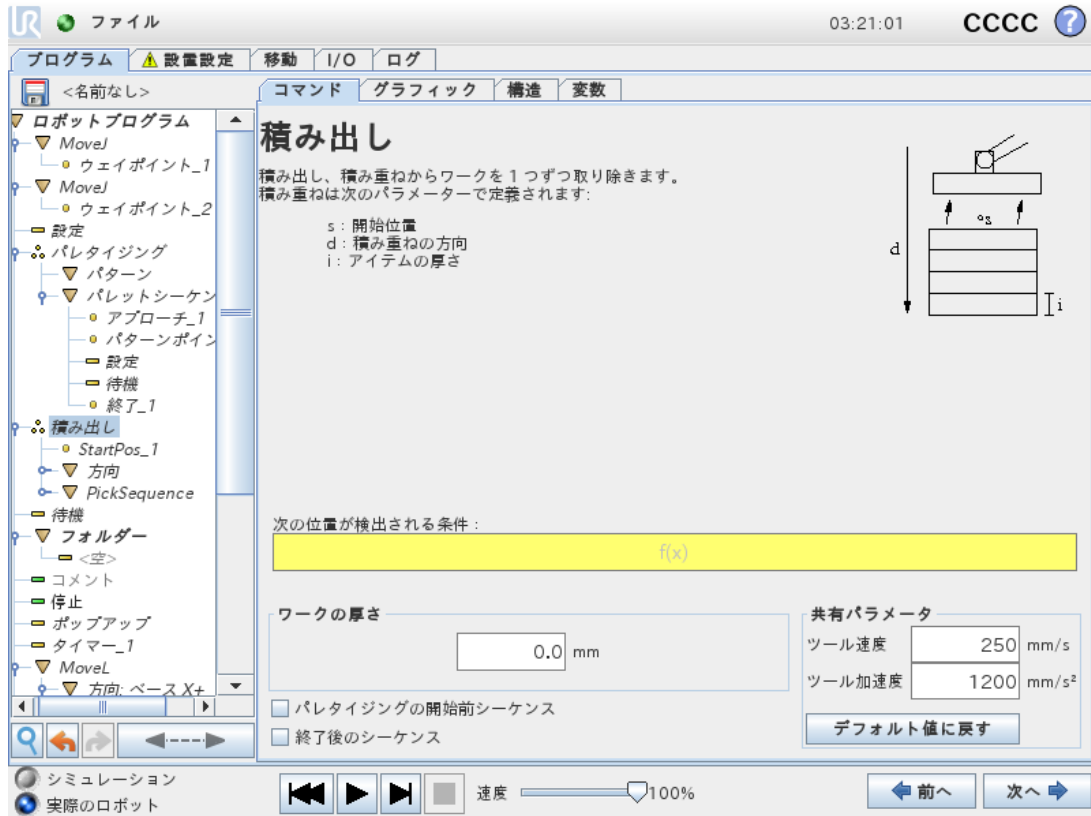 UR
ファイル
03:21:01
CCCC
?
プログラム
設置設定
移動
I/O
ログ
<名前なし>
コマンド
グラフィック
構造
変数
ロボットプログラム
MoveJ
ウェイポイント_1
MoveJ
ウェイポイント_2
設定
パレタイジング
パターン
パレットシーケン
アプローチ_1
パターンポイン
設定
待機
終了_1
積み出し
StartPos_1
方向
PickSequence
待機
フォルダー
<空>
コメント
停止
ポップアップ
タイマー_1
MoveL
方向: ベース X+
積み出し
積み出し、積み重ねからワークを１つずつ取り除きます。
積み重ねは次のパラメーターで定義されます:
s : 開始位置
d : 積み重ねの方向
i : アイテムの厚さ
d
s
i
次の位置が検出される条件 :
f(x)
ワークの厚さ
0.0 mm
共有パラメータ
ツール速度 250 mm/s
ツール加速度 1200 mm/s²
デフォルト値に戻す
パレタイジングの開始前シーケンス
終了後のシーケンス
シミュレーション
実際のロボット
速度
100%
前へ
次へ